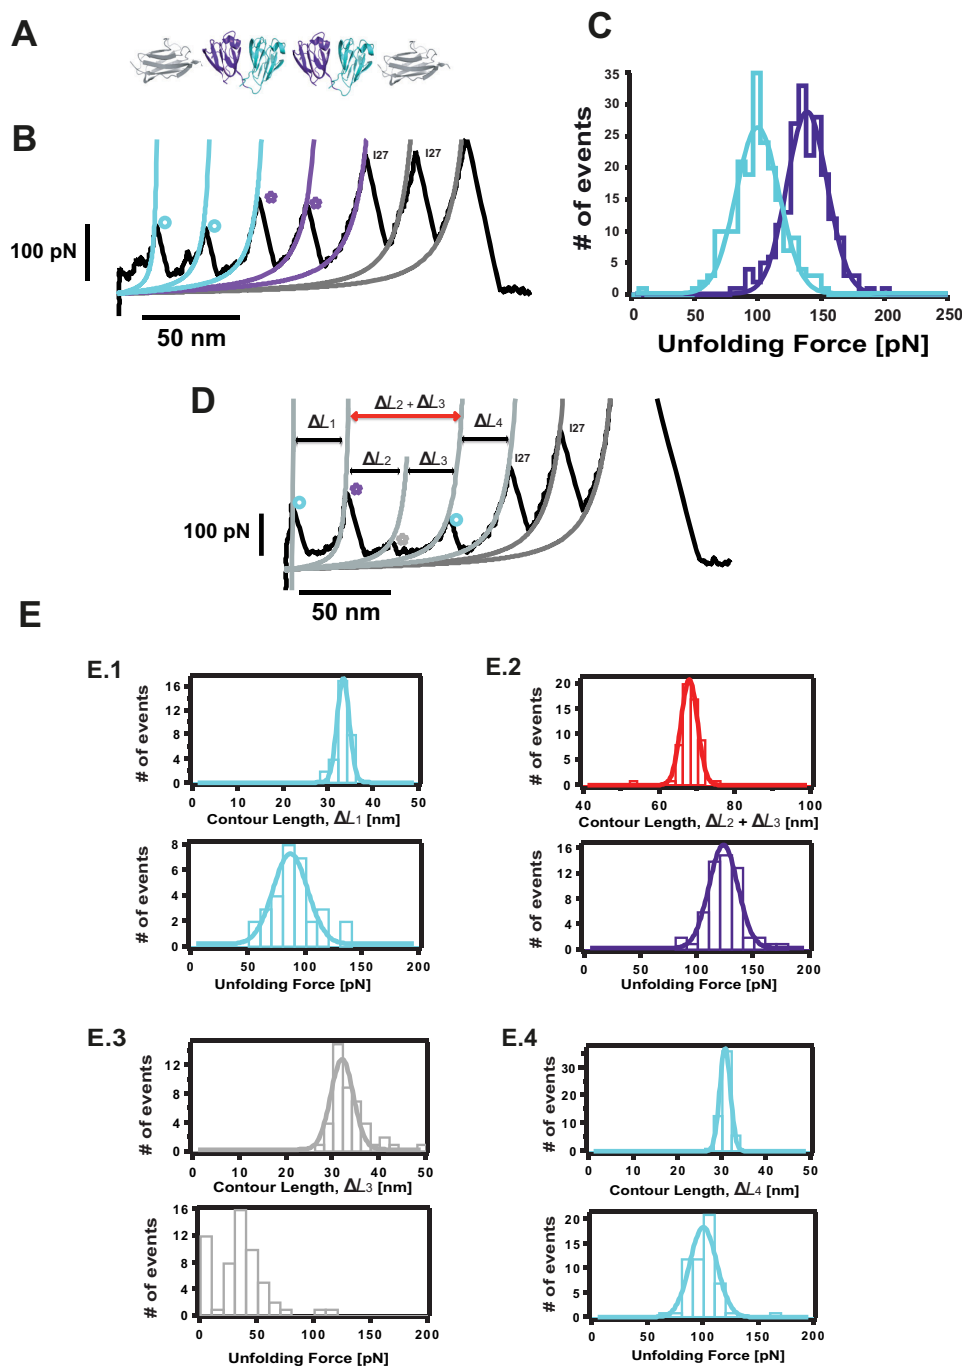 A
B
I27
I27
100 pN
50 nm
C
# of events
35
30
25
20
15
10
5
0
0
50
100
150
200
250
Unfolding Force [pN]
D
ΔL1
ΔL2 + ΔL3
ΔL4
ΔL2
ΔL3
I27
I27
100 pN
50 nm
E
E.1
# of events
16
12
8
4
0
0
10
20
30
40
50
Contour Length, ΔL1 [nm]
# of events
8
6
4
2
0
0
50
100
150
200
Unfolding Force [pN]
E.2
# of events
20
15
10
5
0
40
60
80
100
Contour Length, ΔL2 + ΔL3 [nm]
# of events
16
12
8
4
0
0
50
100
150
200
Unfolding Force [pN]
E.3
# of events
12
8
4
0
0
10
20
30
40
50
Contour Length, ΔL3 [nm]
# of events
16
12
8
4
0
0
50
100
150
200
Unfolding Force [pN]
E.4
# of events
30
20
10
0
0
10
20
30
40
50
Contour Length, ΔL4 [nm]
# of events
20
15
10
5
0
0
50
100
150
200
Unfolding Force [pN]